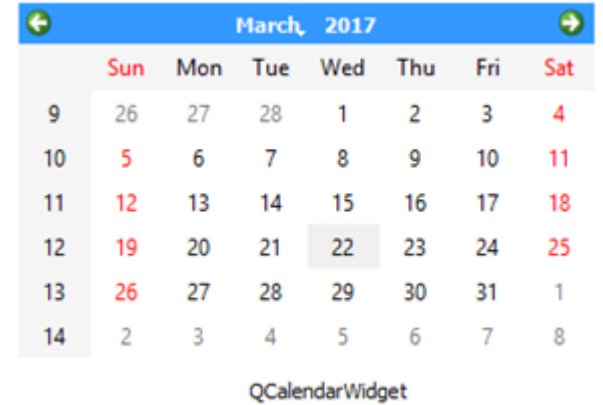 March, 2017
Sun Mon Tue Wed Thu Fri Sat
9 26 27 28 1 2 3 4
10 5 6 7 8 9 10 11
11 12 13 14 15 16 17 18
12 19 20 21 22 23 24 25
13 26 27 28 29 30 31 1
14 2 3 4 5 6 7 8
QCalendarWidget